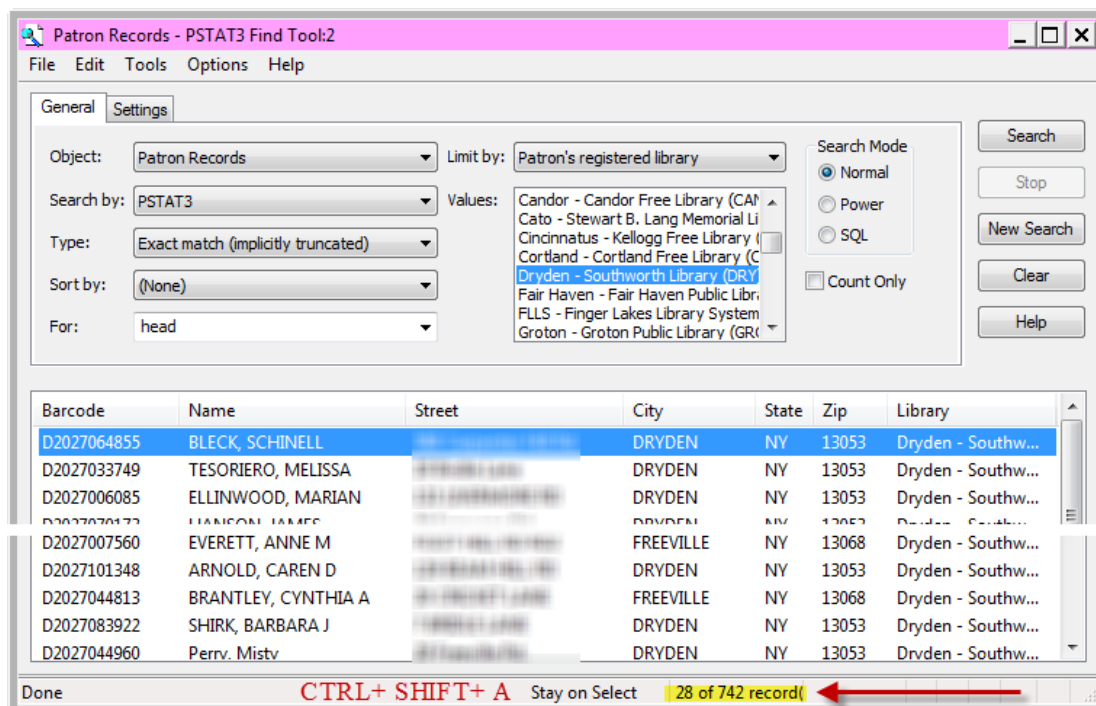 Patron Records - PSTAT3 Find Tool:2
File Edit Tools Options Help
General Settings
Object: Patron Records Limit by: Patron's registered library Search Mode Search
Normal
Search by: PSTAT3 Values: Candor - Candor Free Library (CAN Power Stop
Cato - Stewart B. Lang Memorial Li
Type: Exact match (implicitly truncated) Cincinnatus - Kellogg Free Library ( SQL New Search
Cortland - Cortland Free Library (C
Sort by: (None) Dryden - Southworth Library (DRY Count Only Clear
Fair Haven - Fair Haven Public Libr
For: head FLLS - Finger Lakes Library System Help
Groton - Groton Public Library (GRO
Barcode Name Street City State Zip Library
D2027064855 BLECK, SCHINELL DRYDEN NY 13053 Dryden - Southw...
D2027033749 TESORIERO, MELISSA DRYDEN NY 13053 Dryden - Southw...
D2027006085 ELLINWOOD, MARIAN DRYDEN NY 13053 Dryden - Southw...
D2027007560 EVERETT, ANNE M FREEVILLE NY 13068 Dryden - Southw...
D2027101348 ARNOLD, CAREN D DRYDEN NY 13053 Dryden - Southw...
D2027044813 BRANTLEY, CYNTHIA A FREEVILLE NY 13068 Dryden - Southw...
D2027083922 SHIRK, BARBARA J DRYDEN NY 13053 Dryden - Southw...
D2027044960 Perry, Misty DRYDEN NY 13053 Dryden - Southw...
Done CTRL+ SHIFT+ A Stay on Select 28 of 742 record(